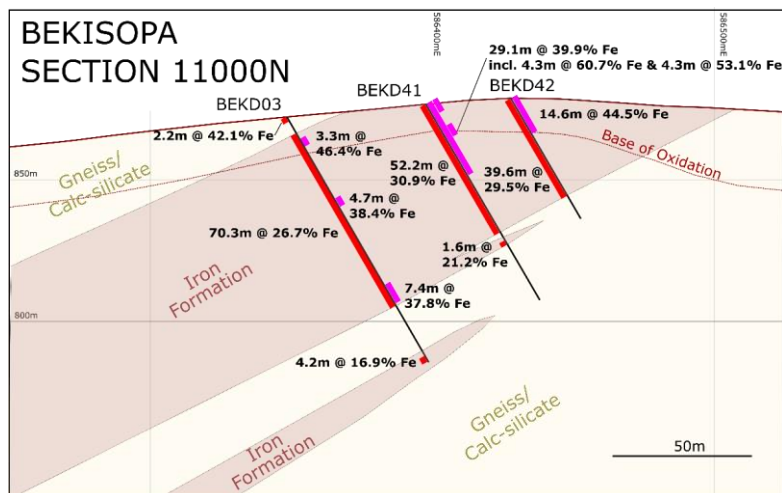 BEKISOPA
SECTION 11000N
586400mE
586500mE
29.1m @ 39.9% Fe
incl. 4.3m @ 60.7% Fe & 4.3m @ 53.1% Fe
BEKD03
BEKD41
BEKD42
2.2m @ 42.1% Fe
3.3m @
46.4% Fe
14.6m @ 44.5% Fe
Base of Oxidation
Gneiss/
Calc-silicate
850m
52.2m @
30.9% Fe
39.6m @
29.5% Fe
4.7m @
38.4% Fe
70.3m @ 26.7% Fe
1.6m @
21.2% Fe
Iron
Formation
7.4m @
37.8% Fe
800m
4.2m @ 16.9% Fe
Gneiss/
Calc-silicate
Iron
Formation
50m